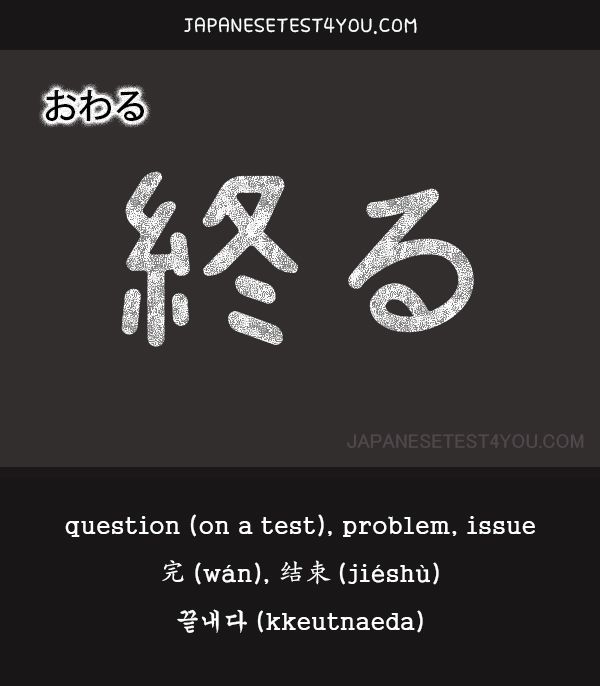 JAPANESETEST4YOU.COM
おわる
終る
JAPANESETEST4YOU.COM
question (on a test), problem, issue
完 (wán), 结束 (jiéshù)
끝내다 (kkeutnaeda)